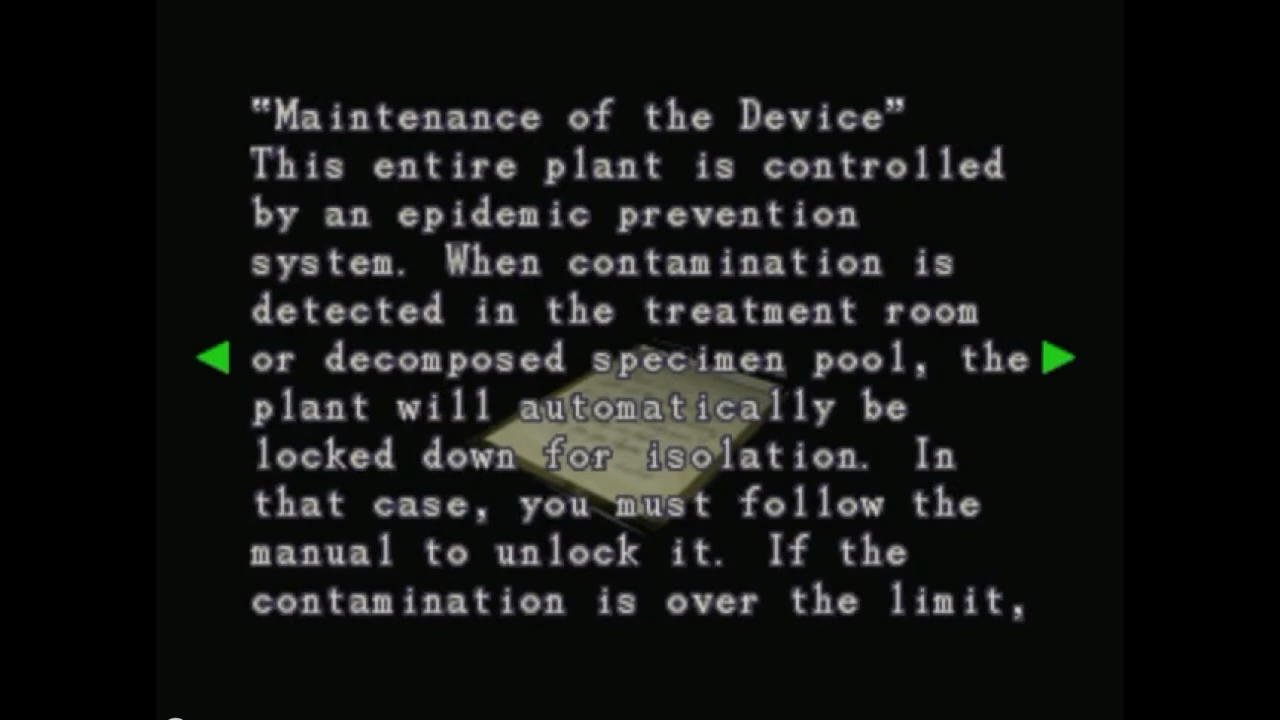 “Maintenance of the Device”
This entire plant is controlled
by an epidemic prevention
system. When contamination is
detected in the treatment room
or decomposed specimen pool, the
plant will automatically be
locked down for isolation. In
that case, you must follow the
manual to unlock it. If the
contamination is over the limit,